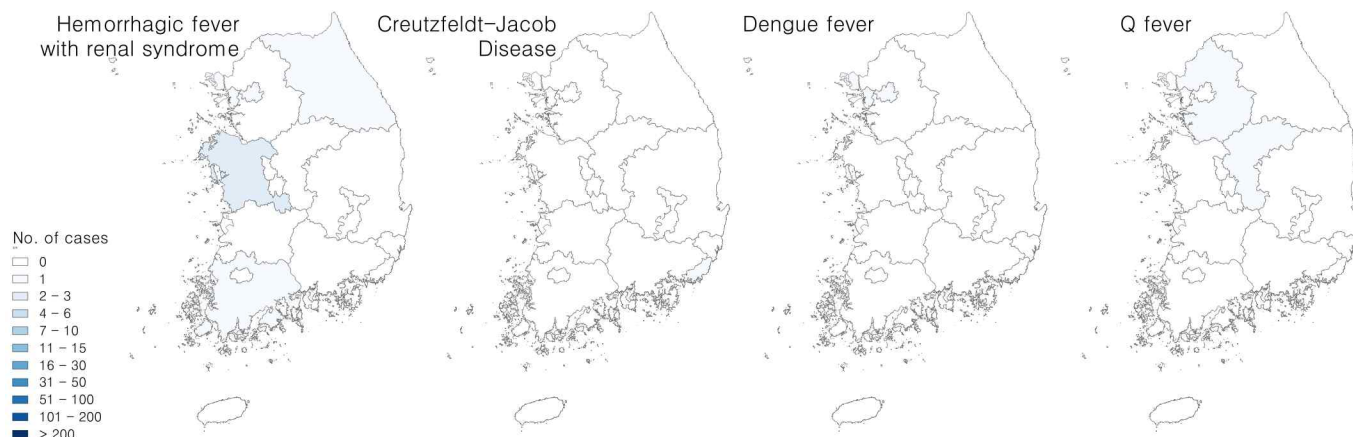 Hemorrhagic fever
with renal syndrome
Creutzfeldt-Jacob
Disease
Dengue fever
Q fever
No. of cases
0
1
2 - 3
4 - 6
7 - 10
11 - 15
16 - 30
31 - 50
51 - 100
101 - 200
> 200